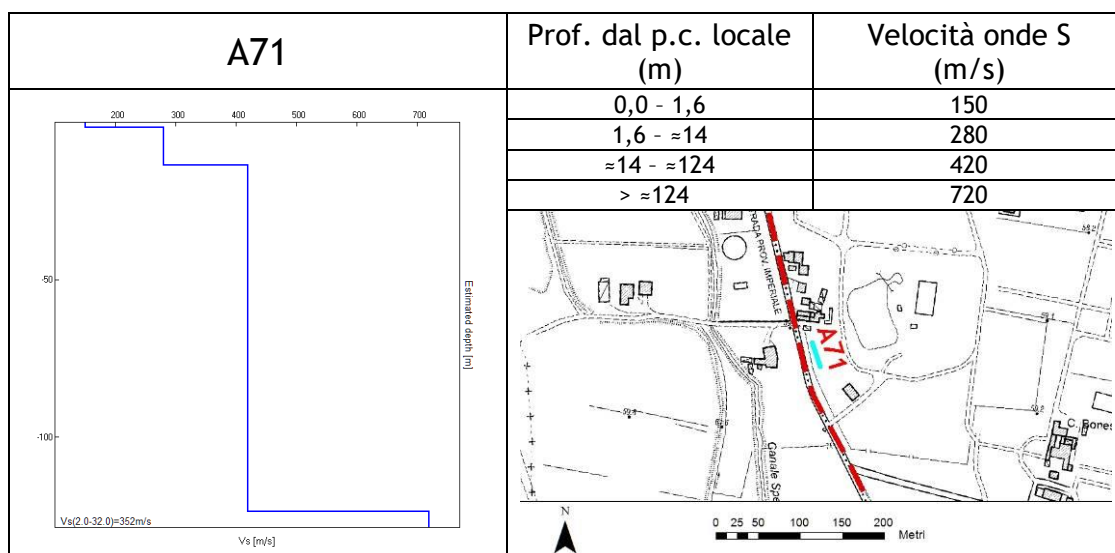 A71
Prof. dal p.c. locale
(m)
Velocità onde S
(m/s)
0,0 - 1,6
150
1,6 - ≈14
280
≈14 - ≈124
420
> ≈124
720
200
300
400
500
600
700
-50
-100
Estimated depth [m]
Vs(2.0-32.0)=352m/s
Vs [m/s]
STRADA PROV. IMPERIALE
A71
Canale
C. Bones
N
0 25 50 100 150 200
Metri